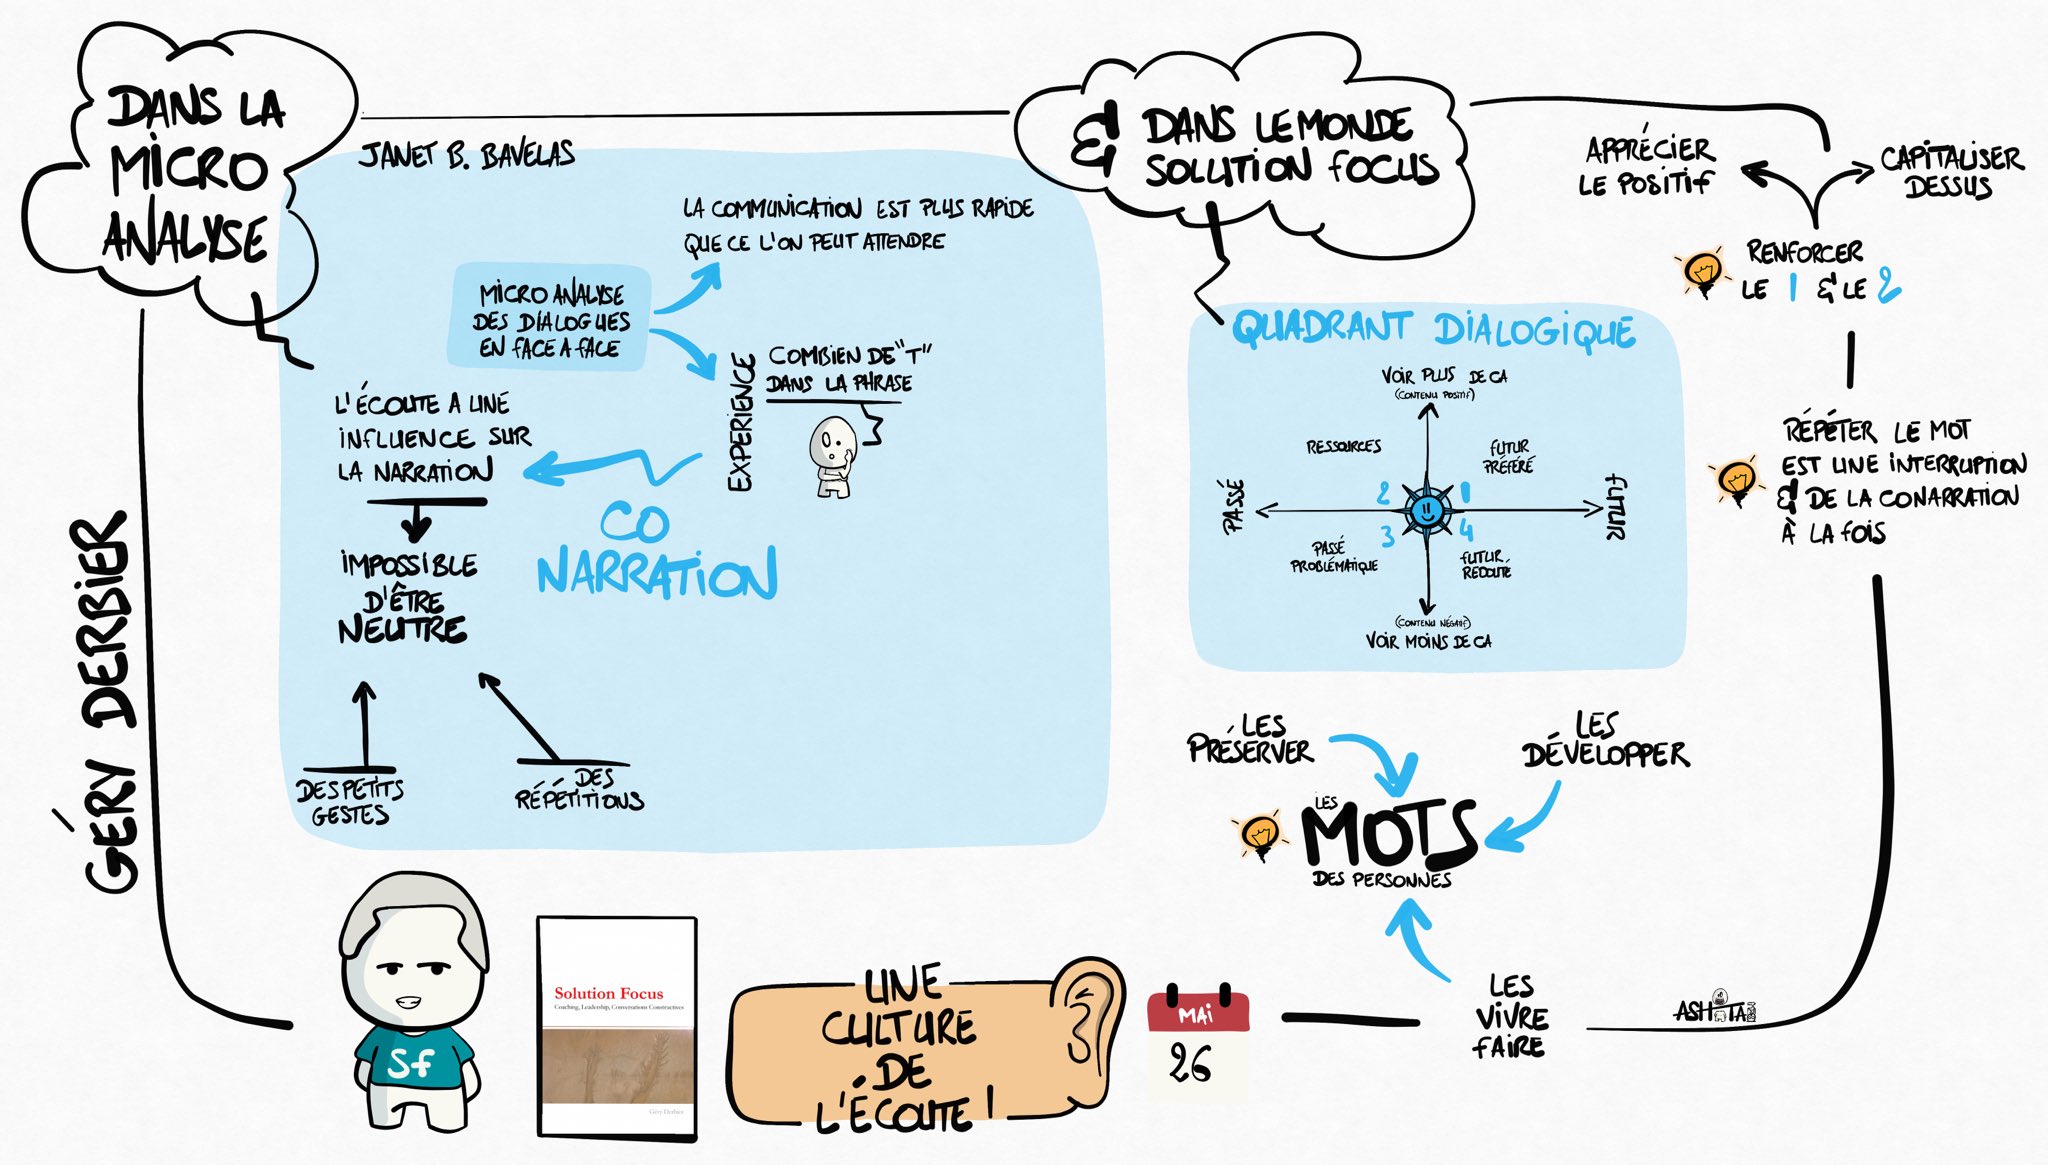 DANS LA
MICRO
ANALYSE
JANET B. BAVELAS
LA COMMUNICATION EST PLUS RAPIDE
QUE CE L'ON PEUT ATTENDRE
MICRO ANALYSE
DES DIALOGUES
EN FACE A FACE
EXPERIENCE
COMBIEN DE "T"
DANS LA PHRASE
L'ÉCOUTE A UNE
INFLUENCE SUR
LA NARRATION
CO
NARRATION
IMPOSSIBLE
D'ÊTRE
NEUTRE
DES PETITS
GESTES
DES
RÉPÉTITIONS
GÉRY DERBIER
& DANS LE MONDE
SOLUTION FOCUS
QUADRANT DIALOGIQUE
VOIR PLUS DE CA
(CONTENU POSITIF)
RESSOURCES
FUTUR
PRÉFÉRÉ
PASSÉ
2 1
3 4
FUTUR
PASSÉ
PROBLÉMATIQUE
FUTUR
REDOUTE
(CONTENU NÉGATIF)
VOIR MOINS DE CA
APPRÉCIER
LE POSITIF
CAPITALISER
DESSUS
RENFORCER
LE 1 & LE 2
RÉPÉTER LE MOT
EST UNE INTERRUPTION
& DE LA CONARRATION
À LA FOIS
LES
PRÉSERVER
LES
DÉVELOPPER
LES
MOTS
DES PERSONNES
LES
VIVRE
FAIRE
Sf
Solution Focus
Coaching, Leadership, Conversations Constructives
Géry Derbier
UNE
CULTURE
DE
L'ÉCOUTE !
MAI
26